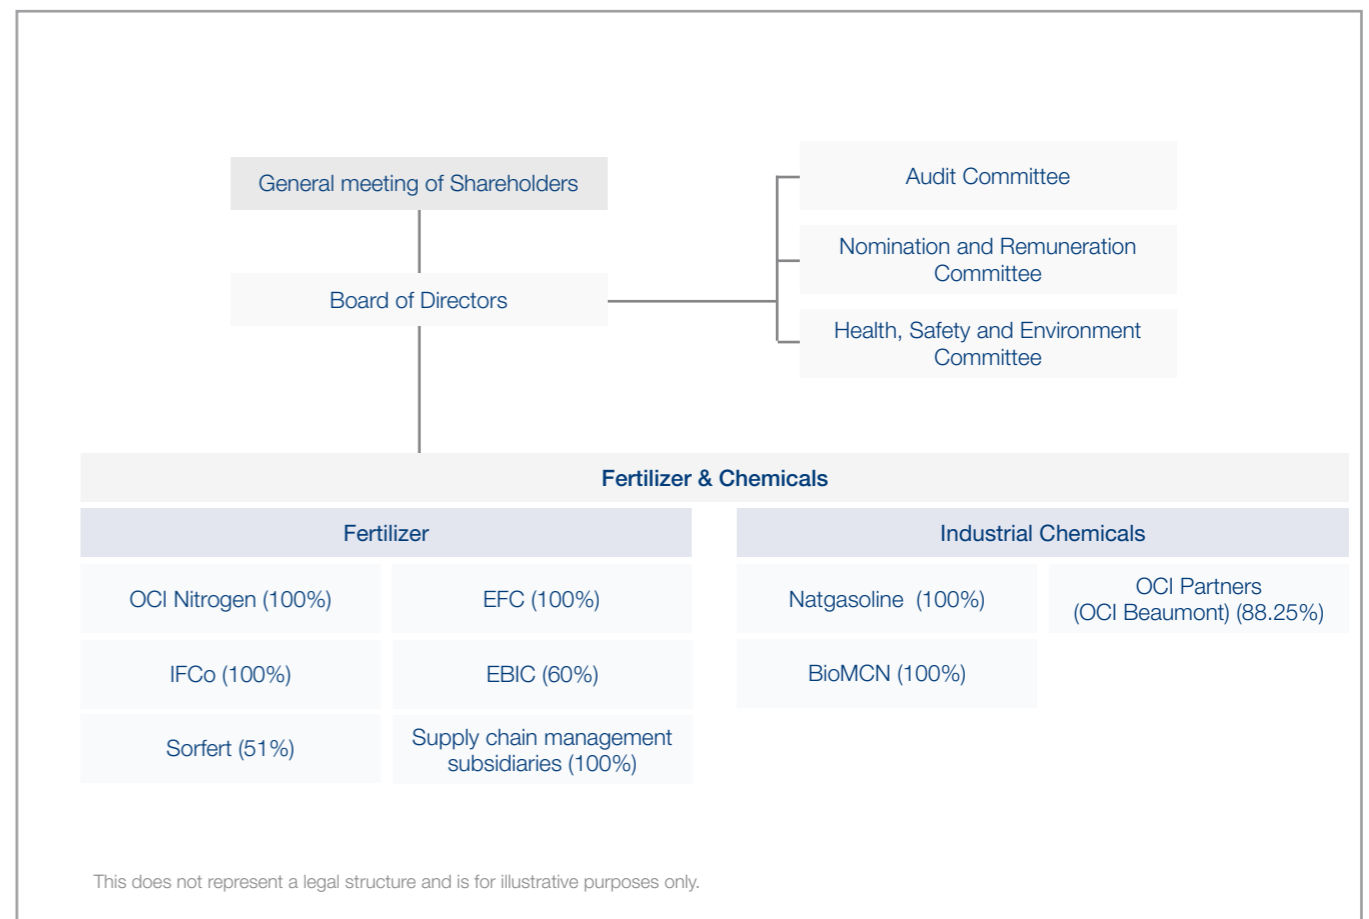 General meeting of Shareholders
Board of Directors
Audit Committee
Nomination and Remuneration
Committee
Health, Safety and Environment
Committee
Fertilizer & Chemicals
Fertilizer
OCI Nitrogen (100%)
EFC (100%)
IFCo (100%)
EBIC (60%)
Sorfert (51%)
Supply chain management
subsidiaries (100%)
Industrial Chemicals
Natgasoline (100%)
OCI Partners
(OCI Beaumont) (88.25%)
BioMCN (100%)
This does not represent a legal structure and is for illustrative purposes only.